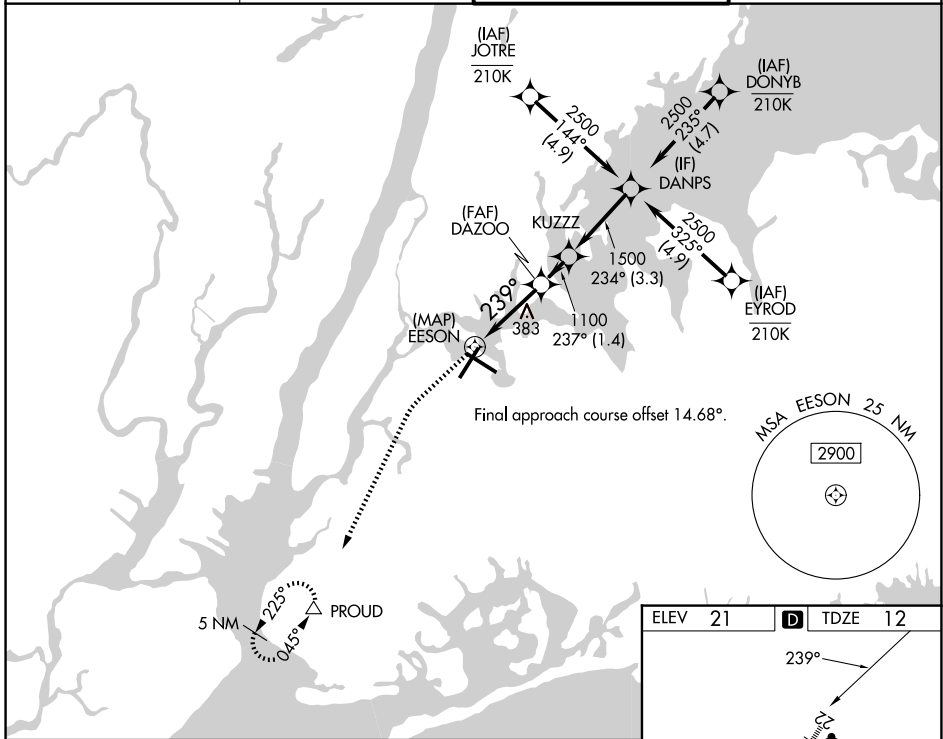 (IAF)
JOTRE
210K
(IAF)
DONYB
210K
2500
144°
(4.9)
2500
235°
(4.7)
(IF)
DANPS
(FAF)
DAZOO
KUZZZ
2500
325°
(4.9)
1500
234° (3.3)
(IAF)
EYROD
210K
239°
(MAP)
EESON
383
1100
237° (1.4)
Final approach course offset 14.68°.
MSA EESON 25 NM
2900
225°
PROUD
5 NM
045°
ELEV 21 D TDZE 12
239°
22